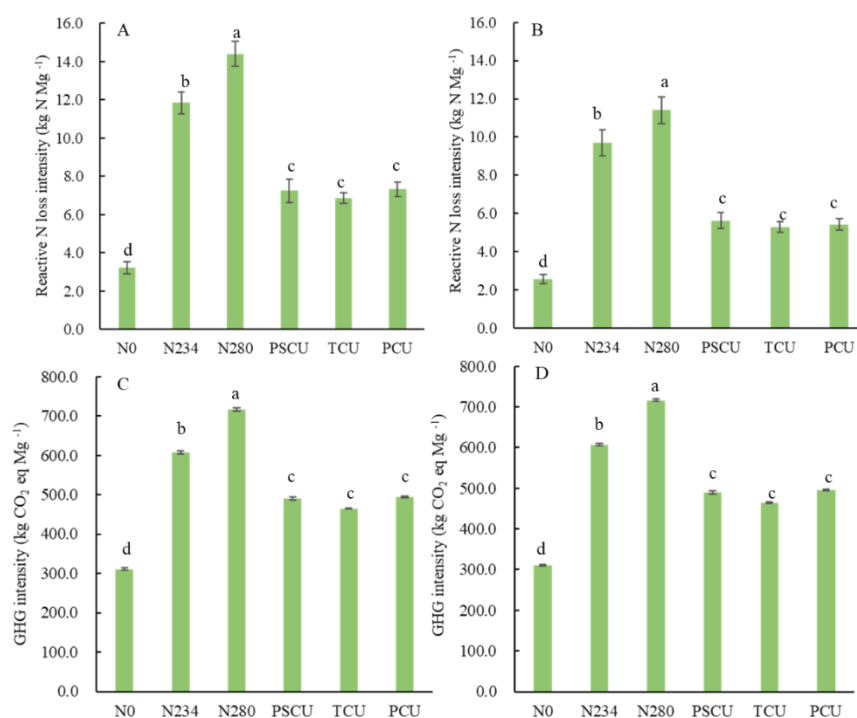 A
Reactive N loss intensity (kg N Mg ⁻¹)
16.0
14.0
12.0
10.0
8.0
6.0
4.0
2.0
0.0
d
b
a
c
c
c
N0 N234 N280 PSCU TCU PCU
B
Reactive N loss intensity (kg N Mg ⁻¹)
16.0
14.0
12.0
10.0
8.0
6.0
4.0
2.0
0.0
d
b
a
c
c
c
N0 N234 N280 PSCU TCU PCU
C
GHG intensity (kg CO₂ eq Mg ⁻¹)
800.0
700.0
600.0
500.0
400.0
300.0
200.0
100.0
0.0
d
b
a
c
c
c
N0 N234 N280 PSCU TCU PCU
D
GHG intensity (kg CO₂ eq Mg ⁻¹)
800.0
700.0
600.0
500.0
400.0
300.0
200.0
100.0
0.0
d
b
a
c
c
c
N0 N234 N280 PSCU TCU PCU